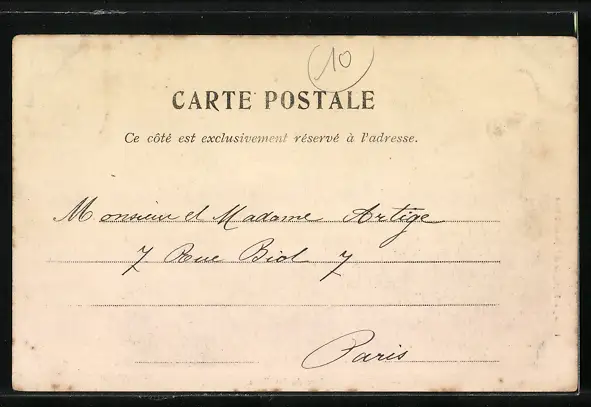 10
CARTE POSTALE
Ce côté est exclusivement réservé à l'adresse.
Monsieur et Madame Artige
7 Rue Biot 7
Paris